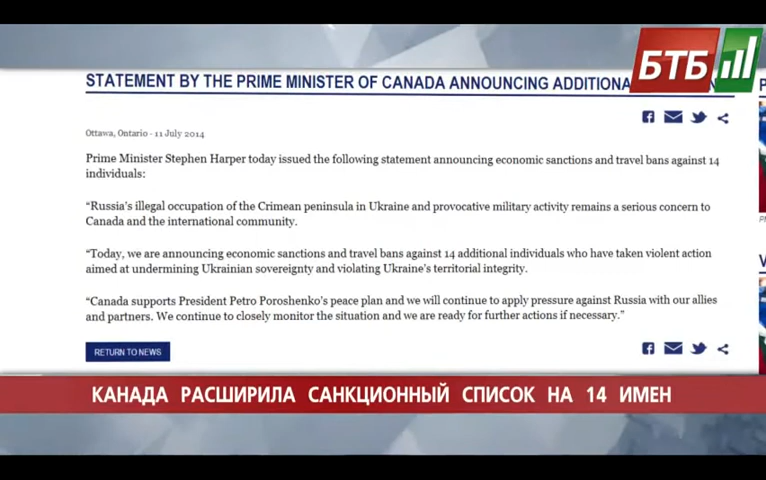 БТБ
STATEMENT BY THE PRIME MINISTER OF CANADA ANNOUNCING
Ottawa, Ontario - 11 July 2014
Prime Minister Stephen Harper today issued the following statement announcing economic sanctions and travel bans against 14
individuals:
“Russia’s illegal occupation of the Crimean peninsula in Ukraine and provocative military activity remains a serious concern to
Canada and the international community.
“Today, we are announcing economic sanctions and travel bans against 14 additional individuals who have taken violent action
aimed at undermining Ukrainian sovereignty and violating Ukraine’s territorial integrity.
“Canada supports President Petro Poroshenko’s peace plan and we will continue to apply pressure against Russia with our allies
and partners. We continue to closely monitor the situation and we are ready for further actions if necessary.”
RETURN TO NEWS
КАНАДА РАСШИРИЛА САНКЦИОННЫЙ СПИСОК НА 14 ИМЕН